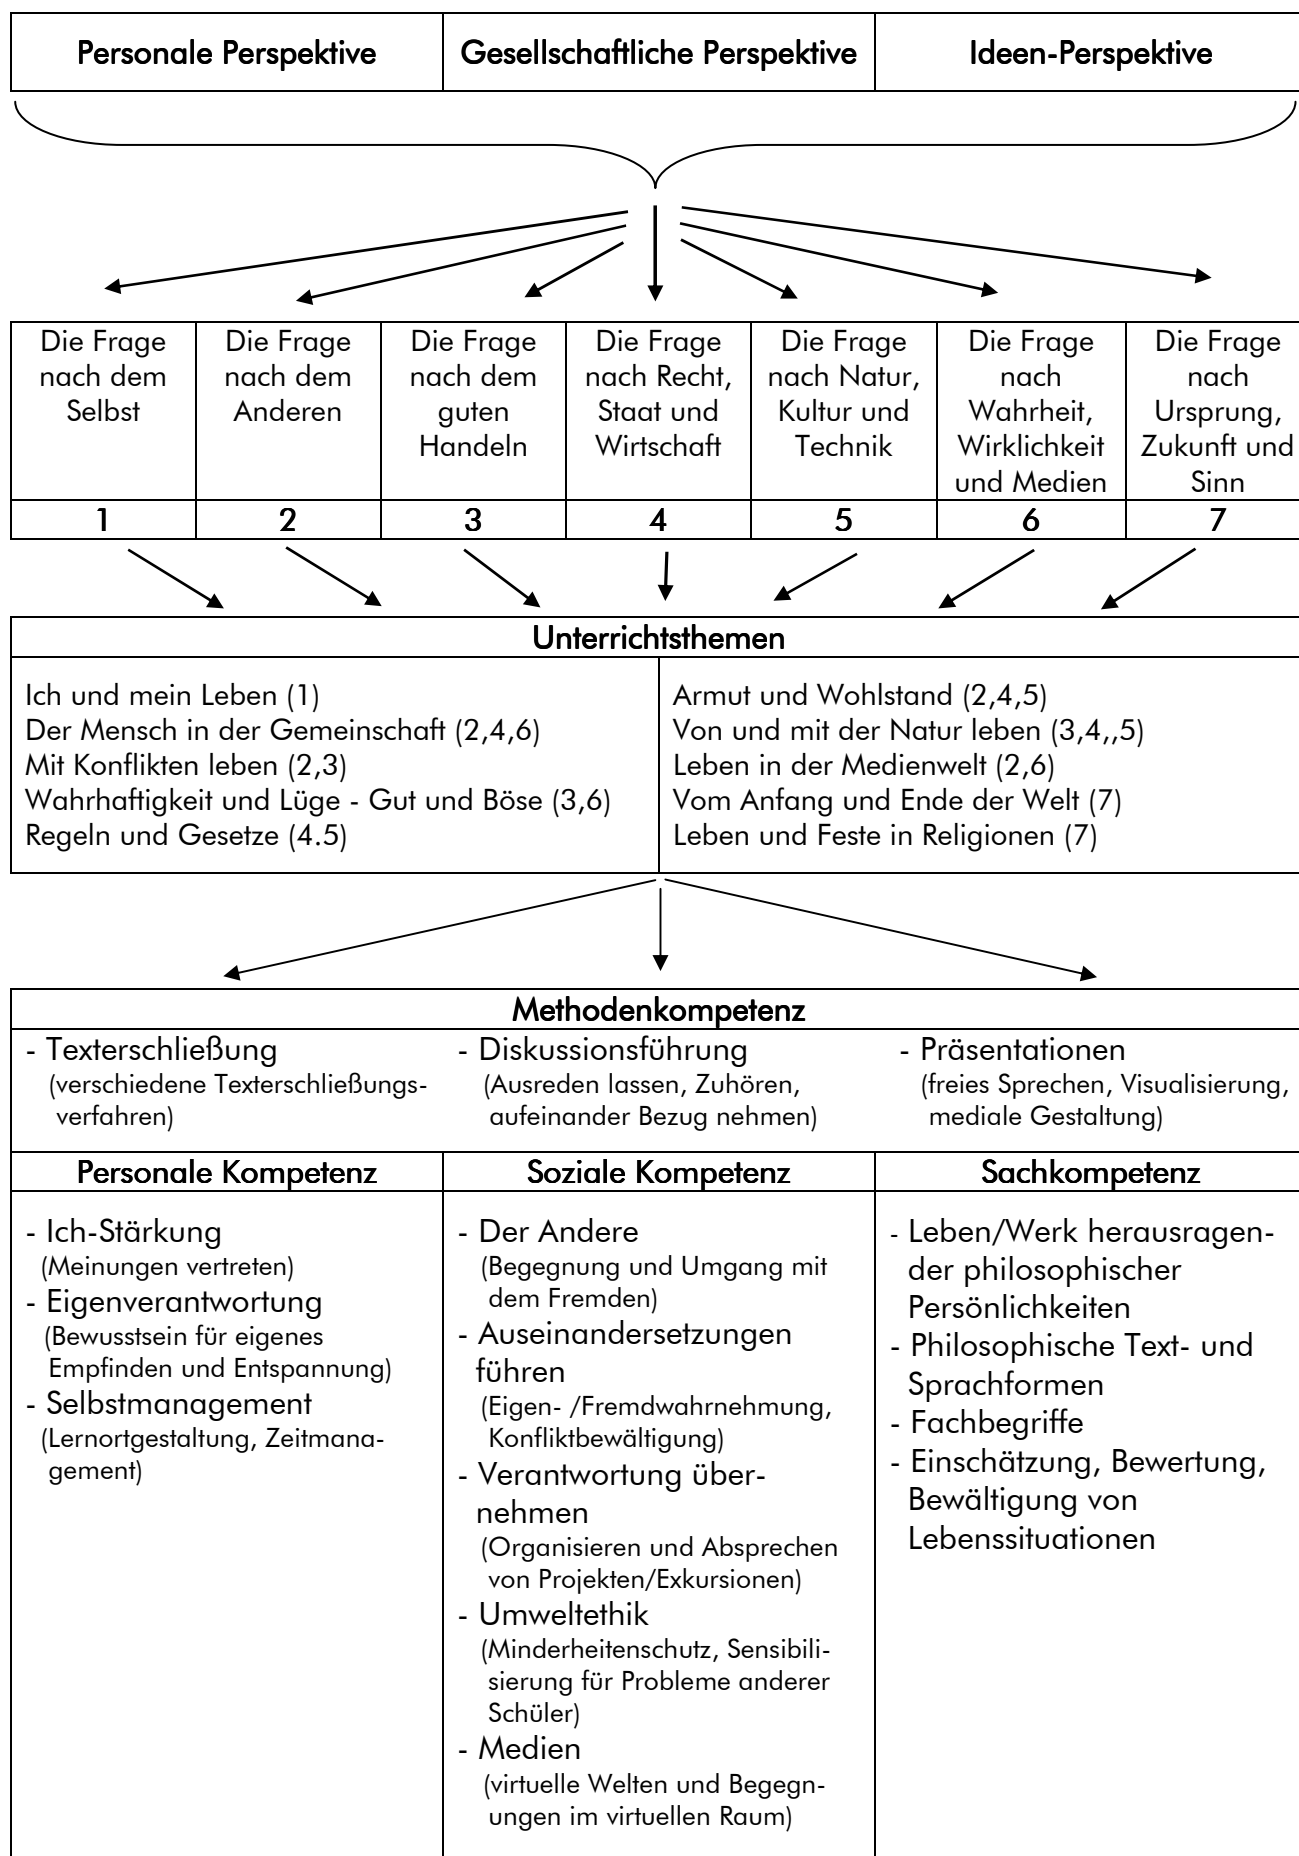 Personale Perspektive
Gesellschaftliche Perspektive
Ideen-Perspektive
Die Frage
nach dem
Selbst
Die Frage
nach dem
Anderen
Die Frage
nach dem
guten
Handeln
Die Frage
nach Recht,
Staat und
Wirtschaft
Die Frage
nach Natur,
Kultur und
Technik
Die Frage
nach
Wahrheit,
Wirklichkeit
und Medien
Die Frage
nach
Ursprung,
Zukunft und
Sinn
1
2
3
4
5
6
7
Unterrichtsthemen
Ich und mein Leben (1)
Der Mensch in der Gemeinschaft (2,4,6)
Mit Konflikten leben (2,3)
Wahrhaftigkeit und Lüge - Gut und Böse (3,6)
Regeln und Gesetze (4.5)
Armut und Wohlstand (2,4,5)
Von und mit der Natur leben (3,4,,5)
Leben in der Medienwelt (2,6)
Vom Anfang und Ende der Welt (7)
Leben und Feste in Religionen (7)
Methodenkompetenz
- Texterschließung
(verschiedene Texterschließungs-
verfahren)
- Diskussionsführung
(Ausreden lassen, Zuhören,
aufeinander Bezug nehmen)
- Präsentationen
(freies Sprechen, Visualisierung,
mediale Gestaltung)
Personale Kompetenz
- Ich-Stärkung
(Meinungen vertreten)
- Eigenverantwortung
(Bewusstsein für eigenes
Empfinden und Entspannung)
- Selbstmanagement
(Lernortgestaltung, Zeitmana-
gement)
Soziale Kompetenz
- Der Andere
(Begegnung und Umgang mit
dem Fremden)
- Auseinandersetzungen
führen
(Eigen- /Fremdwahrnehmung,
Konfliktbewältigung)
- Verantwortung über-
nehmen
(Organisieren und Absprechen
von Projekten/Exkursionen)
- Umweltethik
(Minderheitenschutz, Sensibili-
sierung für Probleme anderer
Schüler)
- Medien
(virtuelle Welten und Begegn-
ungen im virtuellen Raum)
Sachkompetenz
- Leben/Werk herausragen-
der philosophischer
Persönlichkeiten
- Philosophische Text- und
Sprachformen
- Fachbegriffe
- Einschätzung, Bewertung,
Bewältigung von
Lebenssituationen